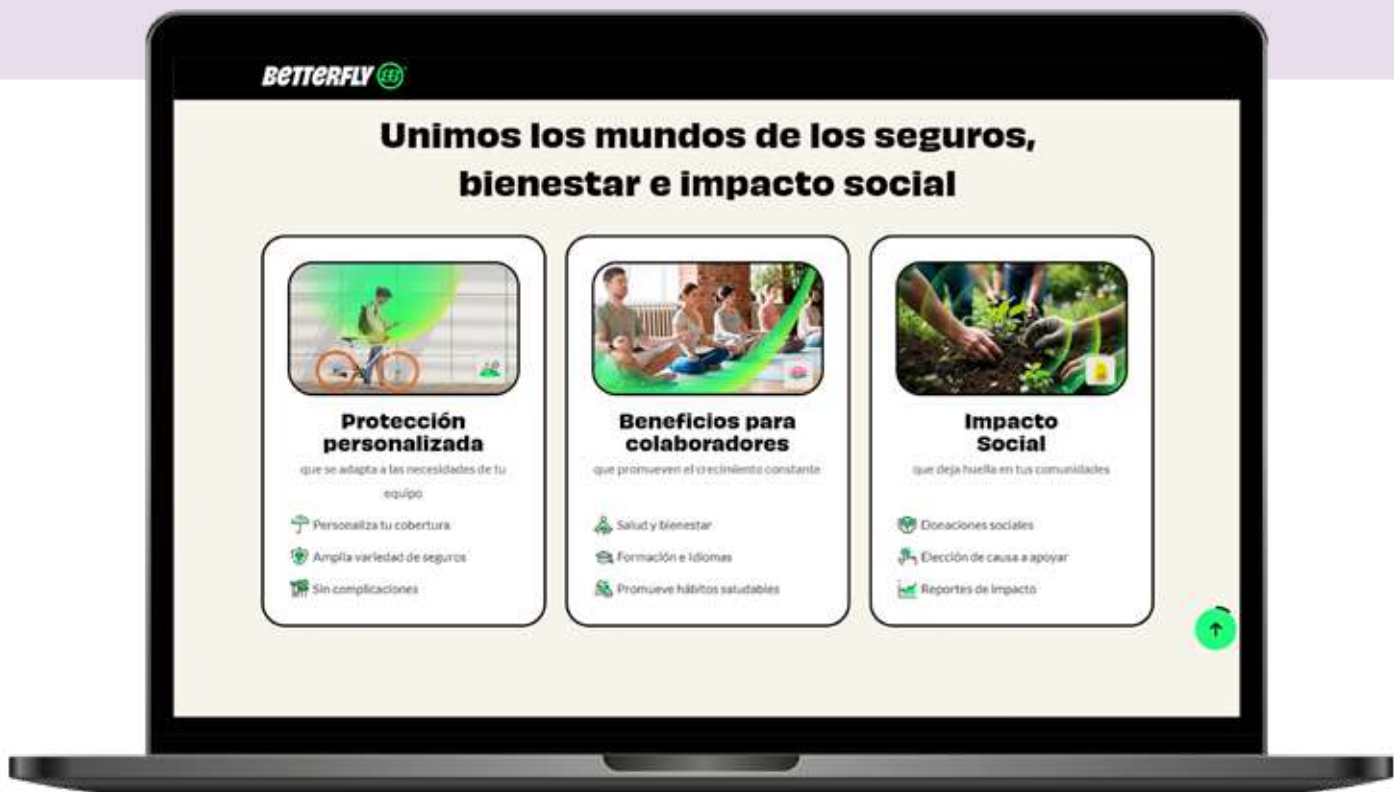 BETTERFLY
Unimos los mundos de los seguros,
bienestar e impacto social
Protección
personalizada
que se adapta a las necesidades de tu
equipo
Personaliza tu cobertura
Amplia variedad de seguros
Sin complicaciones
Beneficios para
colaboradores
que promueven el crecimiento constante
Salud y bienestar
Formación e Idiomas
Promueve hábitos saludables
Impacto
Social
que deja huella en tus comunidades
Donaciones sociales
Elección de causa a apoyar
Reportes de impacto